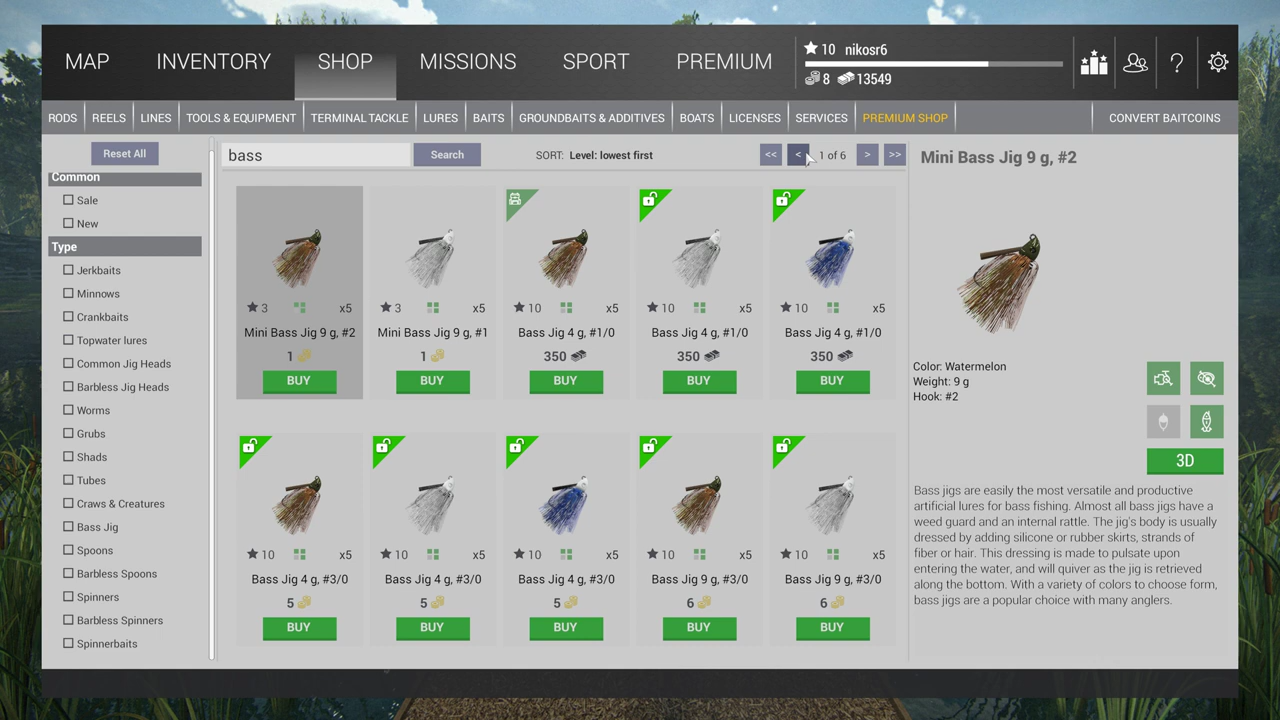 MAP
INVENTORY
SHOP
MISSIONS
SPORT
PREMIUM
10 nikosr6
8 13549
?
RODS
REELS
LINES
TOOLS & EQUIPMENT
TERMINAL TACKLE
LURES
BAITS
GROUNDBAITS & ADDITIVES
BOATS
LICENSES
SERVICES
PREMIUM SHOP
CONVERT BAITCOINS
Reset All
bass
Search
SORT: Level: lowest first
<<
<
1 of 6
>
>>
Common
Sale
New
Type
Jerkbaits
Minnows
Crankbaits
Topwater lures
Common Jig Heads
Barbless Jig Heads
Worms
Grubs
Shads
Tubes
Craws & Creatures
Bass Jig
Spoons
Barbless Spoons
Spinners
Barbless Spinners
Spinnerbaits
3 x5
Mini Bass Jig 9 g, #2
1
BUY
3 x5
Mini Bass Jig 9 g, #1
1
BUY
10 x5
Bass Jig 4 g, #1/0
350
BUY
10 x5
Bass Jig 4 g, #1/0
350
BUY
10 x5
Bass Jig 4 g, #1/0
350
BUY
10 x5
Bass Jig 4 g, #3/0
5
BUY
10 x5
Bass Jig 4 g, #3/0
5
BUY
10 x5
Bass Jig 4 g, #3/0
5
BUY
10 x5
Bass Jig 9 g, #3/0
6
BUY
10 x5
Bass Jig 9 g, #3/0
6
BUY
Mini Bass Jig 9 g, #2
Color: Watermelon
Weight: 9 g
Hook: #2
3D
Bass jigs are easily the most versatile and productive
artificial lures for bass fishing. Almost all bass jigs have a
weed guard and an internal rattle. The jig's body is usually
dressed by adding silicone or rubber skirts, strands of
fiber or hair. This dressing is made to pulsate upon
entering the water, and will quiver as the jig is retrieved
along the bottom. With a variety of colors to choose form,
bass jigs are a popular choice with many anglers.